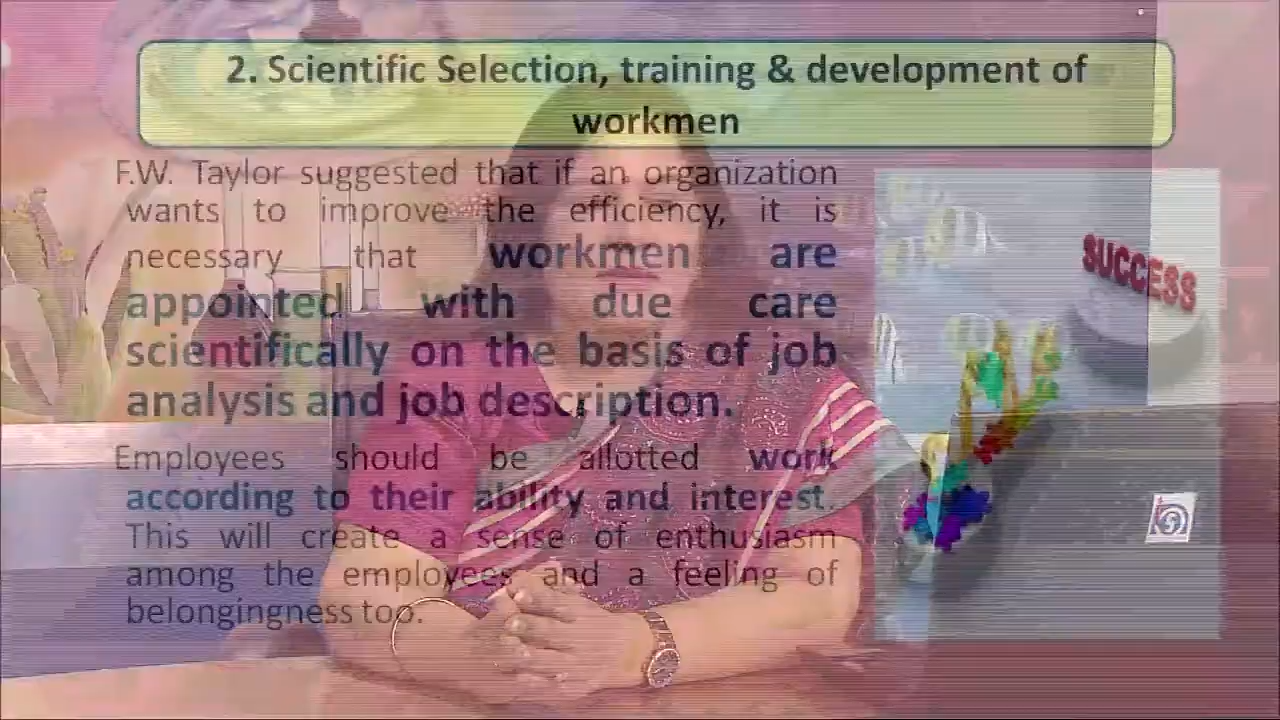 2. Scientific Selection, training & development of
workmen
F.W. Taylor suggested that if an organization
wants to improve the efficiency, it is
necessary that workmen are
appointed with due care
scientifically on the basis of job
analysis and job description.
SUCCESS
Employees should be allotted work
according to their ability and interest.
This will create a sense of enthusiasm
among the employees and a feeling of
belongingness too.